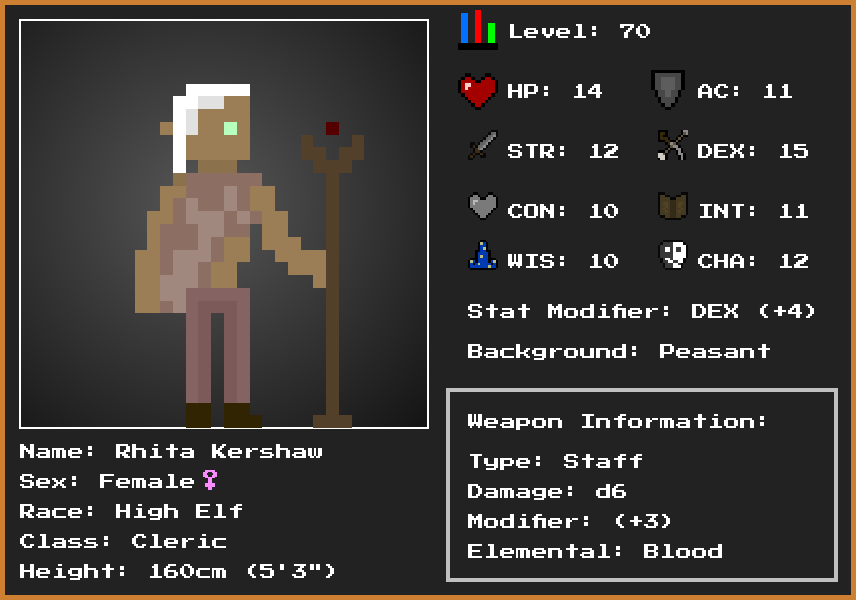 Level: 70
HP: 14
AC: 11
STR: 12
DEX: 15
CON: 10
INT: 11
WIS: 10
CHA: 12
Stat Modifier: DEX (+4)
Background: Peasant
Weapon Information:
Type: Staff
Damage: d6
Modifier: (+3)
Elemental: Blood
Name: Rhita Kershaw
Sex: Female♀
Race: High Elf
Class: Cleric
Height: 160cm (5'3")